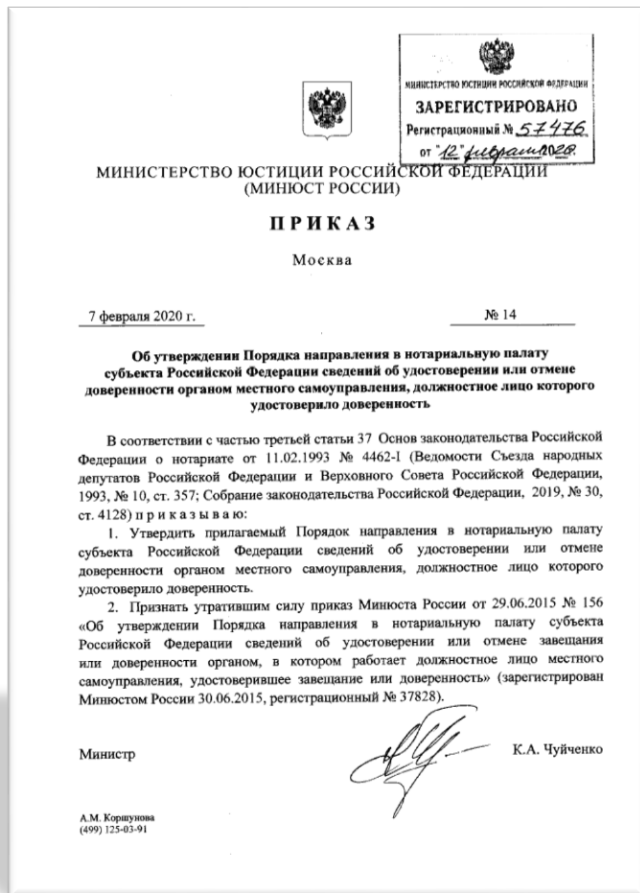 МИНИСТЕРСТВО ЮСТИЦИИ РОССИЙСКОЙ ФЕДЕРАЦИИ
ЗАРЕГИСТРИРОВАНО
Регистрационный № 57476
от "12" февраля 2020.
МИНИСТЕРСТВО ЮСТИЦИИ РОССИЙСКОЙ ФЕДЕРАЦИИ
(МИНЮСТ РОССИИ)
ПРИКАЗ
Москва
7 февраля 2020 г. № 14
Об утверждении Порядка направления в нотариальную палату
субъекта Российской Федерации сведений об удостоверении или отмене
доверенности органом местного самоуправления, должностное лицо которого
удостоверило доверенность
В соответствии с частью третьей статьи 37 Основ законодательства Российской
Федерации о нотариате от 11.02.1993 № 4462-I (Ведомости Съезда народных
депутатов Российской Федерации и Верховного Совета Российской Федерации,
1993, № 10, ст. 357; Собрание законодательства Российской Федерации, 2019, № 30,
ст. 4128) приказываю:
1. Утвердить прилагаемый Порядок направления в нотариальную палату
субъекта Российской Федерации сведений об удостоверении или отмене
доверенности органом местного самоуправления, должностное лицо которого
удостоверило доверенность.
2. Признать утратившим силу приказ Минюста России от 29.06.2015 № 156
«Об утверждении Порядка направления в нотариальную палату субъекта
Российской Федерации сведений об удостоверении или отмене завещания
или доверенности органом, в котором работает должностное лицо местного
самоуправления, удостоверившее завещание или доверенность» (зарегистрирован
Минюстом России 30.06.2015, регистрационный № 37828).
Министр К.А. Чуйченко
А.М. Коршунова
(499) 125-03-91